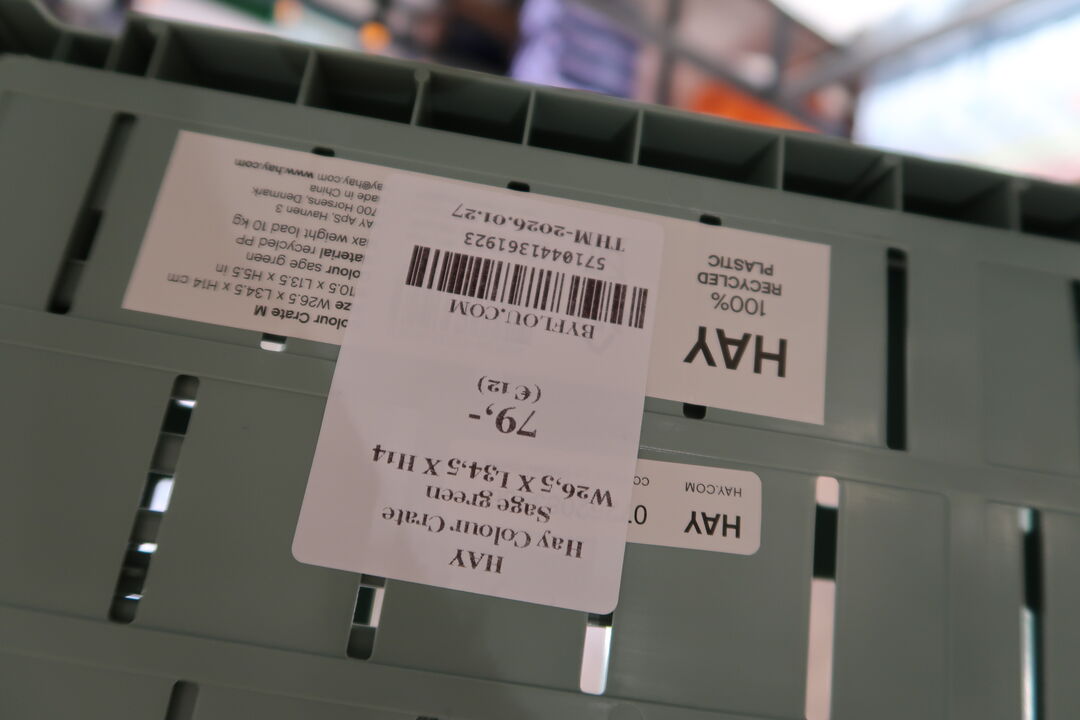 HAY
Hay Colour Crate
Sage green
W26,5 X L34,5 X H14
79,-
(€ 12)
BYFLOU.COM
5710441361923
THM-2026.01.27
HAY
100%
RECYCLED
PLASTIC
olour Crate M
ze W26.5 x L34.5 x H14 cm
10.5 x L13.5 x H5.5 in
olour sage green
aterial recycled PP
ax weight load 10 kg
AY ApS, Havnen 3
700 Horsens, Denmark
ade in China
ay@hay.com www.hay.com
HAY
HAY.COM